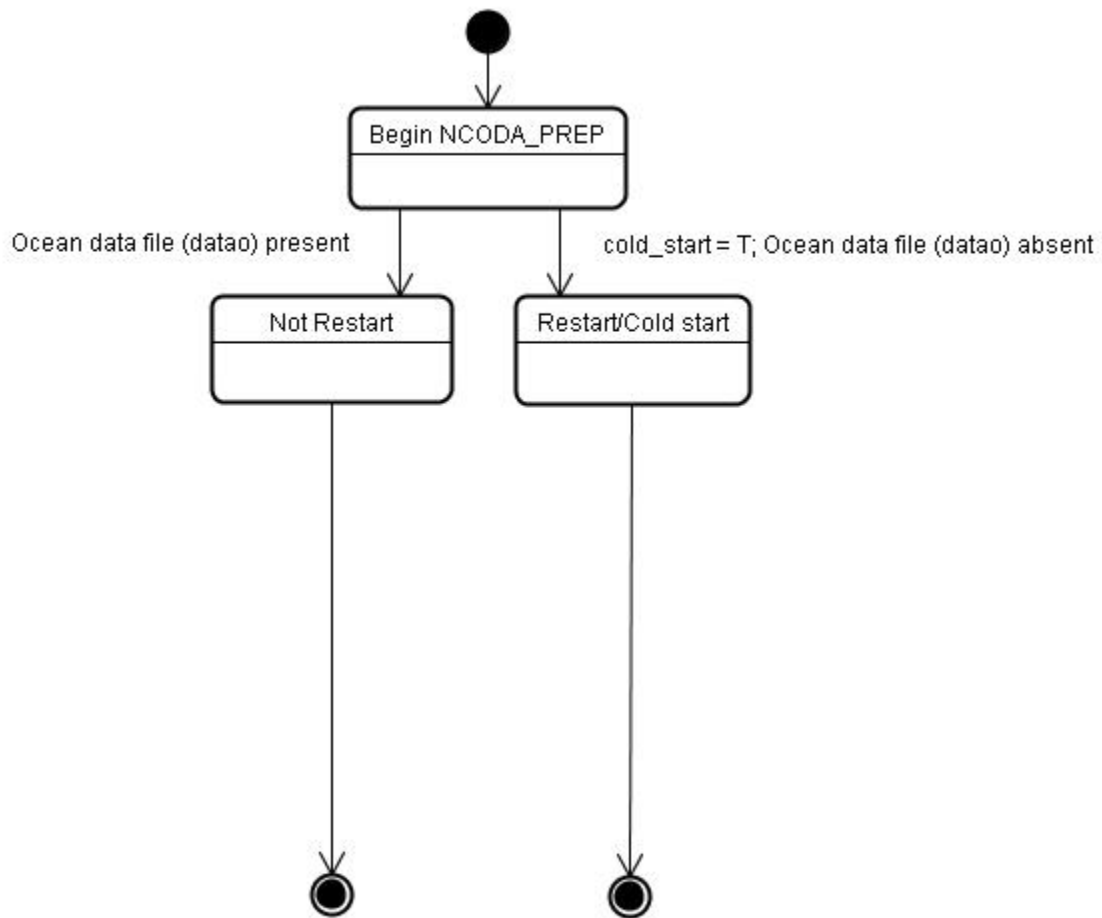 Begin NCODA_PREP
Ocean data file (datao) present
cold_start = T; Ocean data file (datao) absent
Not Restart
Restart/Cold start